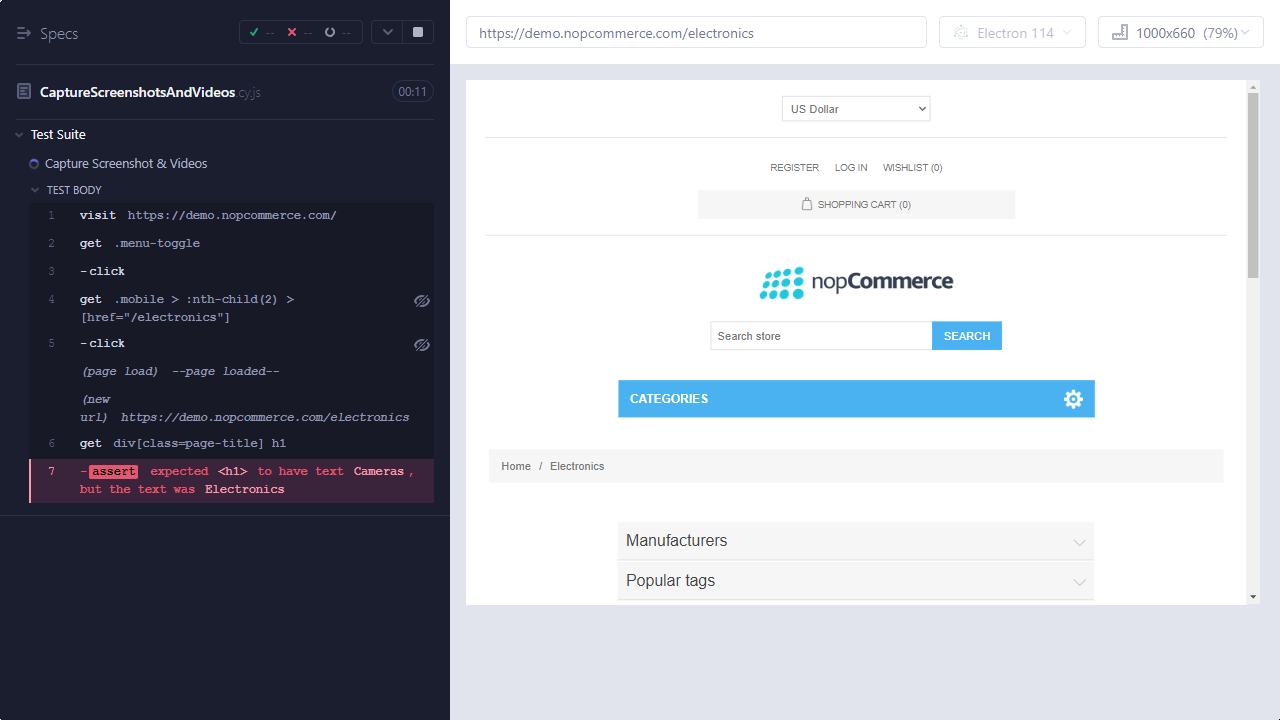 Specs
--
--
--
CaptureScreenshotsAndVideos cy.js
00:11
Test Suite
Capture Screenshot & Videos
TEST BODY
1 visit https://demo.nopcommerce.com/
2 get .menu-toggle
3 -click
4 get .mobile > :nth-child(2) >
[href="/electronics"]
5 -click
(page load) --page loaded--
(new
url) https://demo.nopcommerce.com/electronics
6 get div[class=page-title] h1
7 -assert expected <h1> to have text Cameras,
but the text was Electronics
https://demo.nopcommerce.com/electronics
Electron 114
1000x660 (79%)
US Dollar
REGISTER LOG IN WISHLIST (0)
SHOPPING CART (0)
nopCommerce
Search store
SEARCH
CATEGORIES
Home / Electronics
Manufacturers
Popular tags